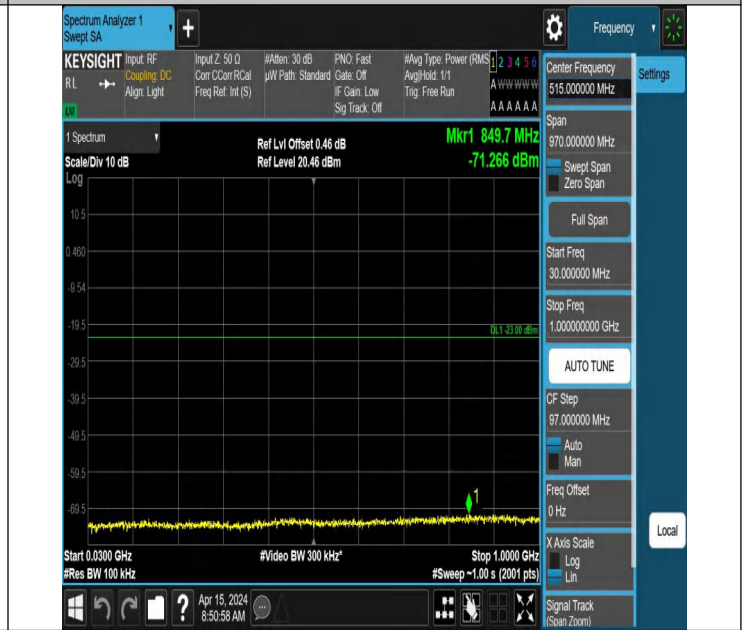 Spectrum Analyzer 1
Swept SA
+
Frequency
KEYSIGHT
RL
Input: RF
Coupling: DC
Align: Light
Input Z: 50 Ω
Corr CCorr RCal
Freq Ref: Int (S)
#Atten: 30 dB
µW Path: Standard
PNO: Fast
Gate: Off
IF Gain: Low
Sig Track: Off
#Avg Type: Power (RMS
Avg|Hold: 1/1
Trig: Free Run
1 2 3 4 5 6
A W W W W W
A A A A A A
1 Spectrum
Scale/Div 10 dB
Ref Lvl Offset 0.46 dB
Ref Level 20.46 dBm
Mkr1 849.7 MHz
-71.266 dBm
Log
10.5
0.460
-9.54
-19.5
DL1 -23.00 dBm
-29.5
-39.5
-49.5
-59.5
-69.5
1
Start 0.0300 GHz
#Res BW 100 kHz
#Video BW 300 kHz*
Stop 1.0000 GHz
#Sweep ~1.00 s (2001 pts)
?
Apr 15, 2024
8:50:58 AM
Center Frequency
515.000000 MHz
Settings
Span
970.000000 MHz
Swept Span
Zero Span
Full Span
Start Freq
30.000000 MHz
Stop Freq
1.000000000 GHz
AUTO TUNE
CF Step
97.000000 MHz
Auto
Man
Freq Offset
0 Hz
X Axis Scale
Log
Lin
Signal Track
(Span Zoom)
Local